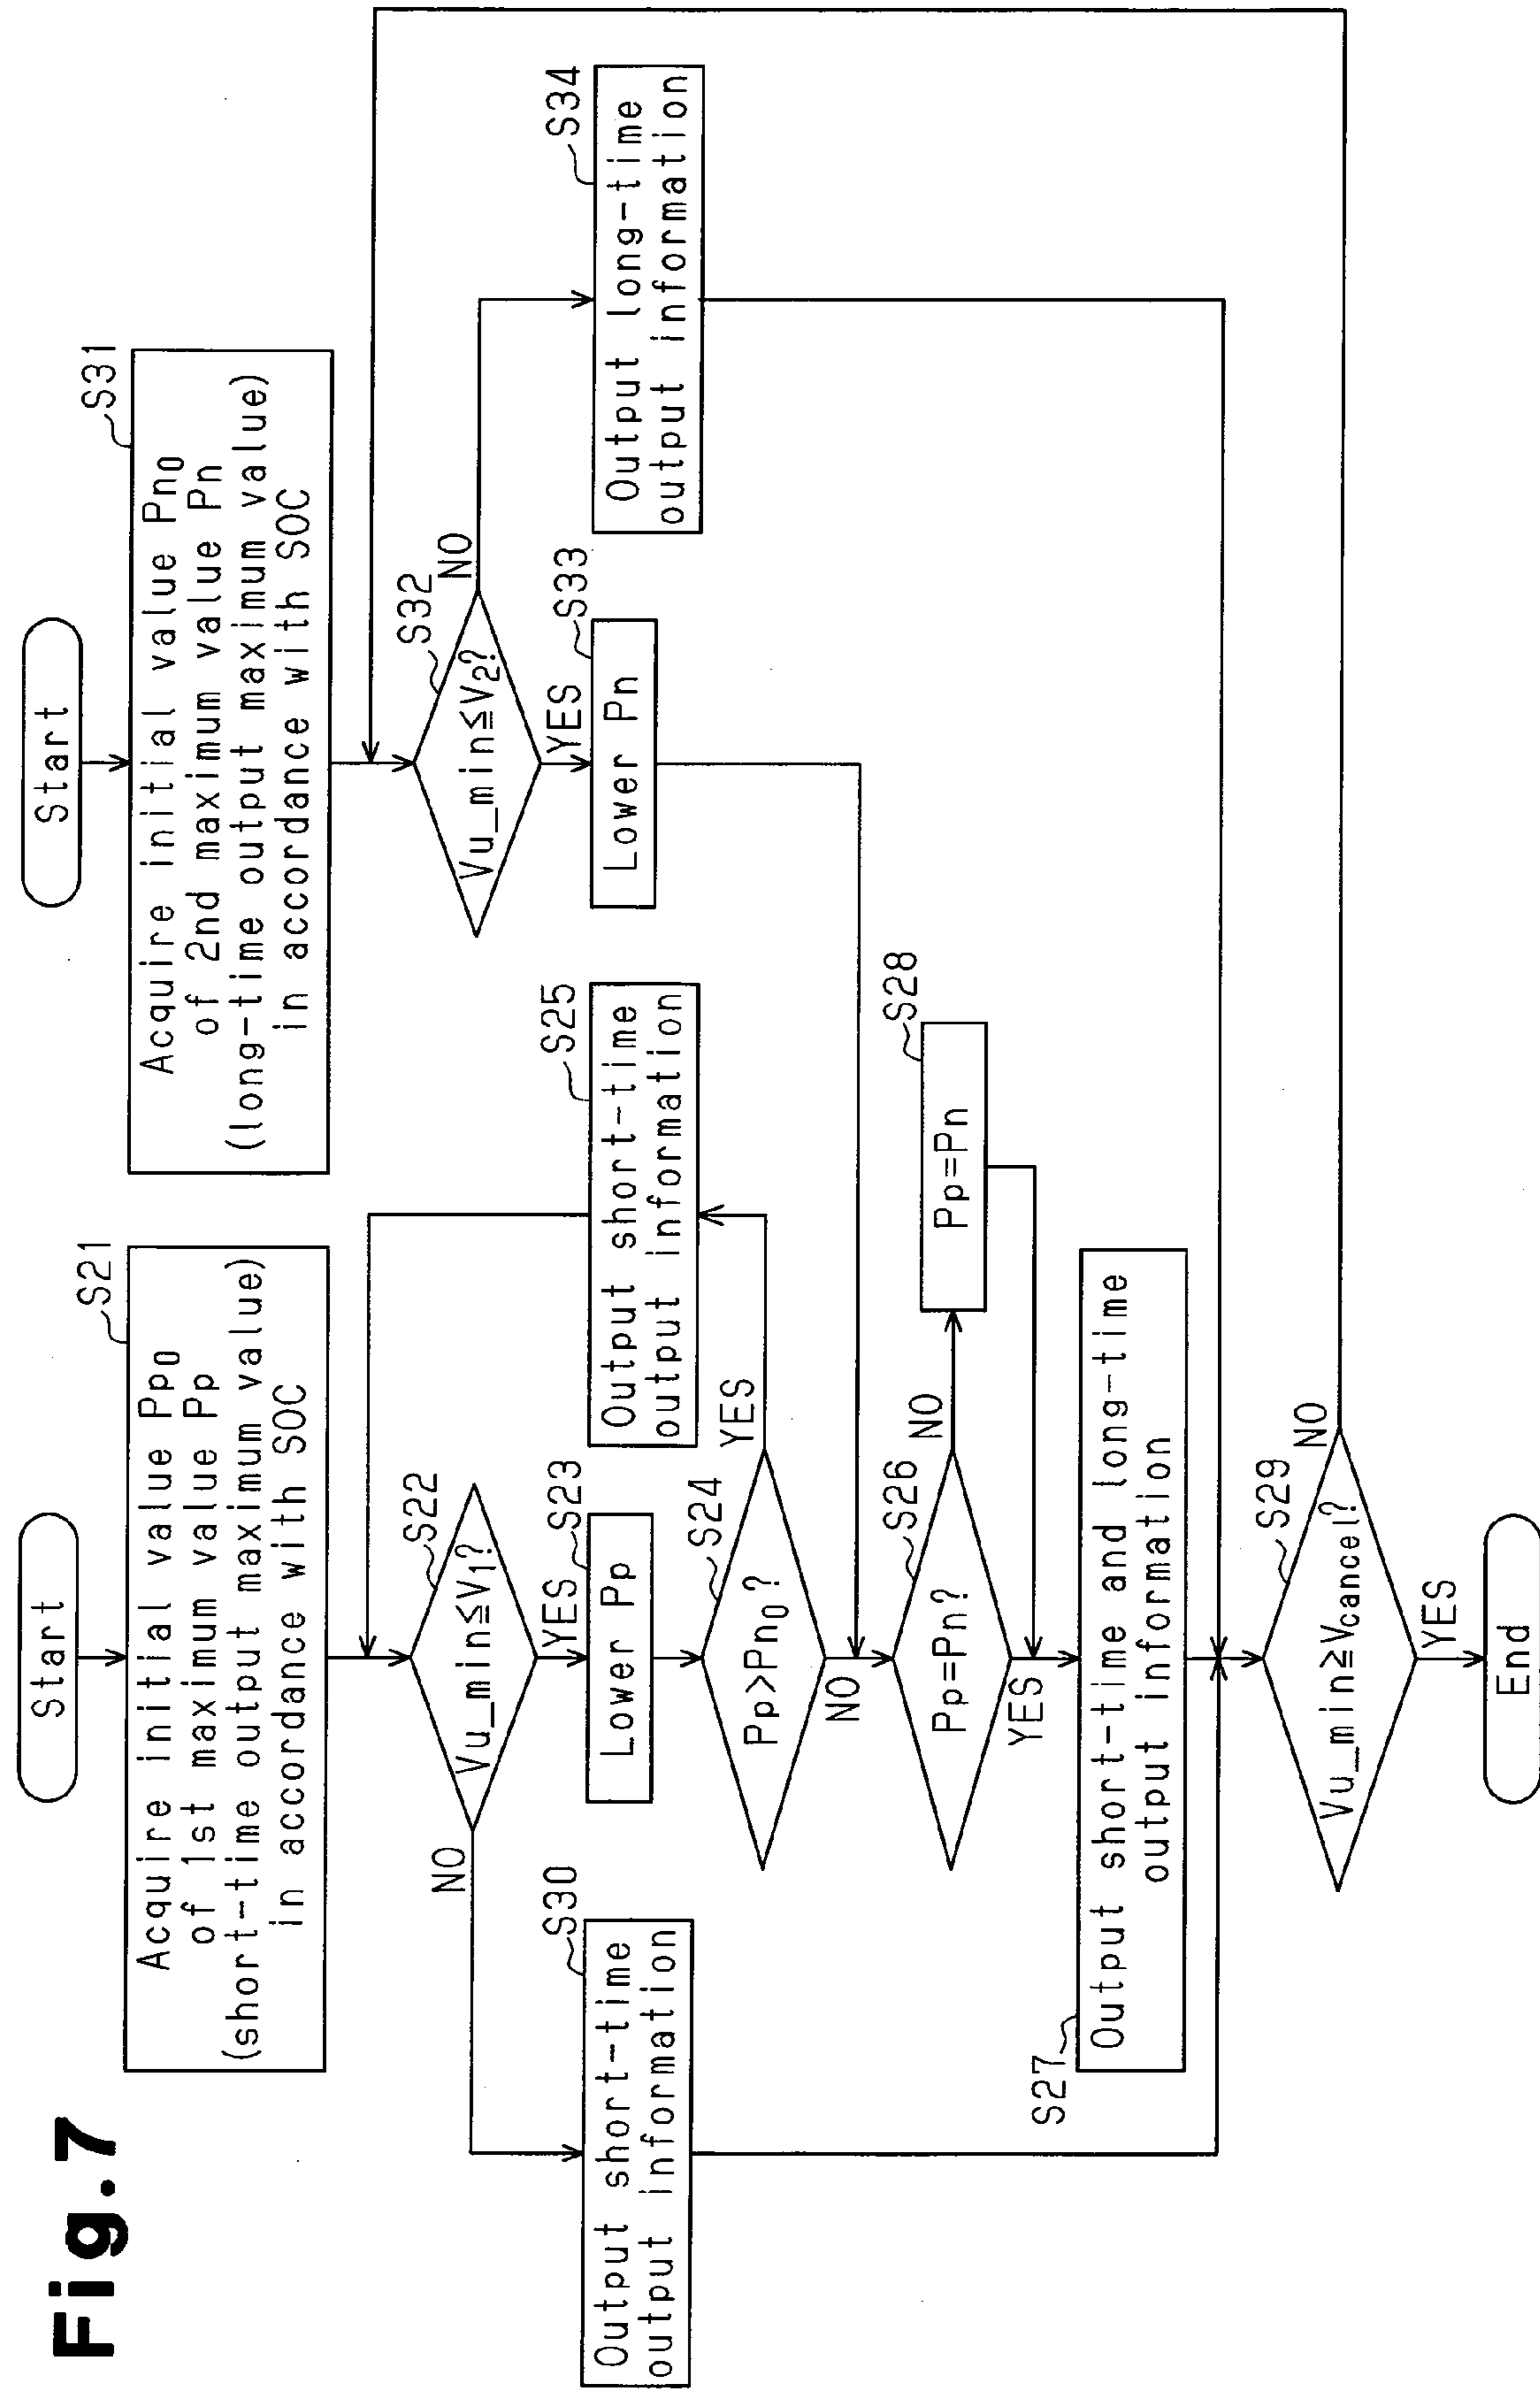 Fig.7
Start
S21
Acquire initial value Pp0
of 1st maximum value Pp
(short-time output maximum value)
in accordance with SOC
S22
Vu_min≦V1?
NO
YES
S23
Lower Pp
S24
Pp>Pn0?
YES
NO
S25
Output short-time
output information
S26
Pp=Pn?
NO
YES
S28
Pp=Pn
S27
Output short-time and long-time
output information
S30
Output short-time
output information
S29
Vu_min≧Vcancel?
NO
YES
End
Start
S31
Acquire initial value Pn0
of 2nd maximum value Pn
(long-time output maximum value)
in accordance with SOC
S32
Vu_min≦V2?
NO
YES
S33
Lower Pn
S34
Output long-time
output information